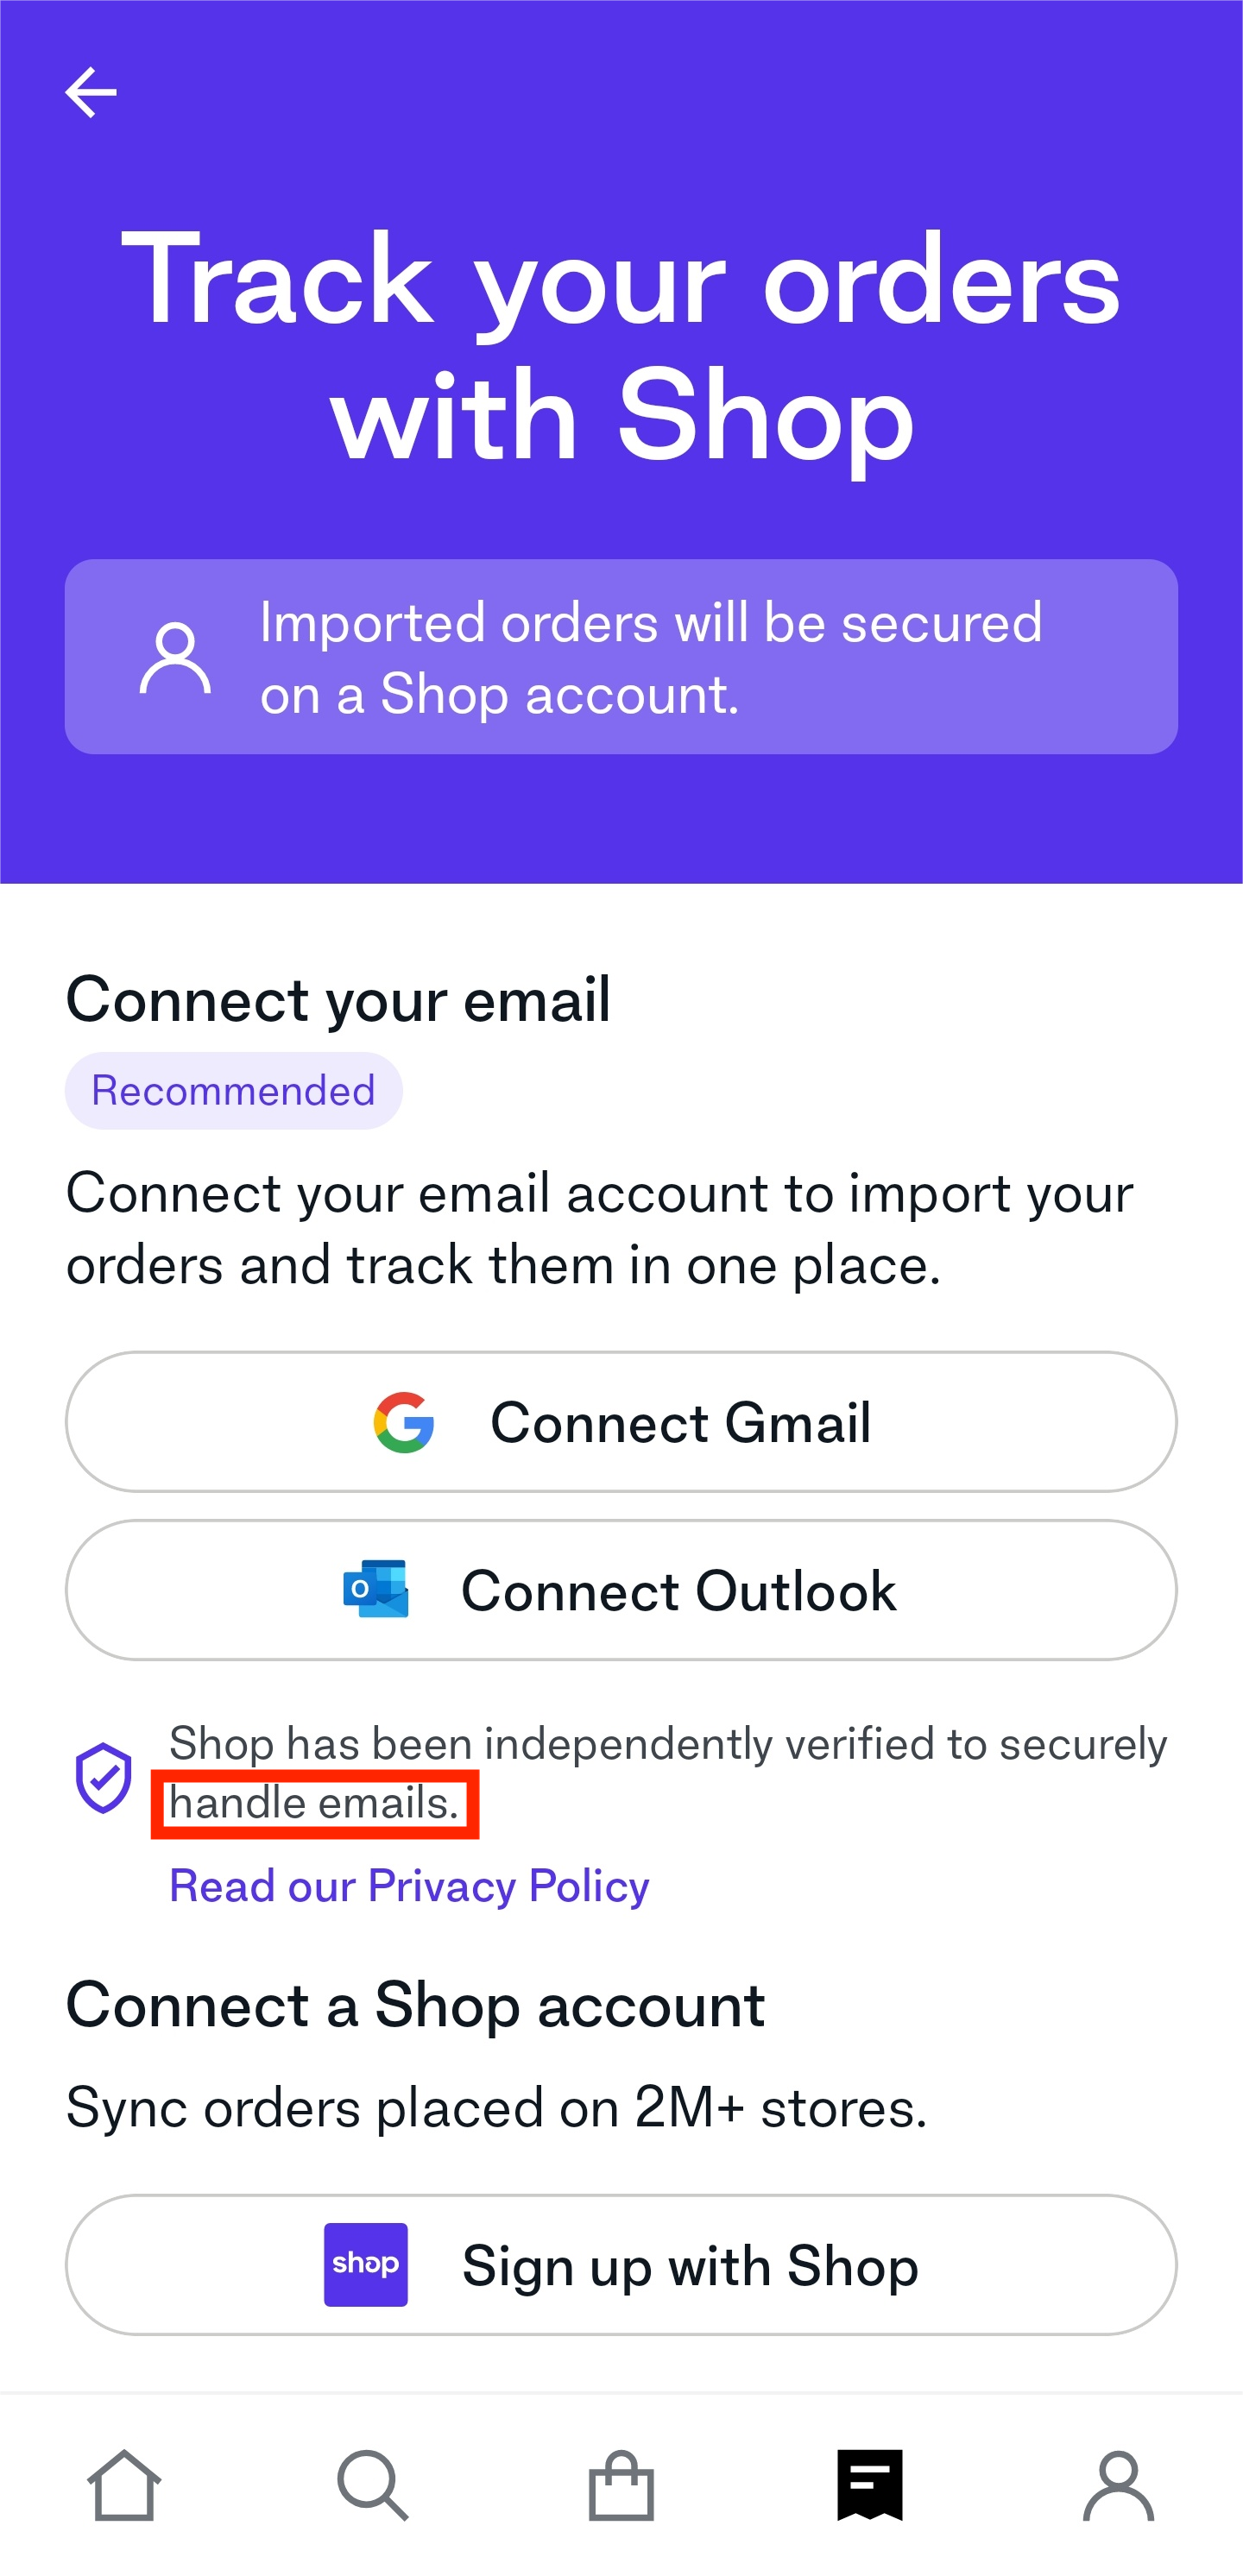 Track your orders
with Shop
Imported orders will be secured
on a Shop account.
Connect your email
Recommended
Connect your email account to import your
orders and track them in one place.
Connect Gmail
Connect Outlook
Shop has been independently verified to securely
handle emails.
Read our Privacy Policy
Connect a Shop account
Sync orders placed on 2M+ stores.
shop Sign up with Shop